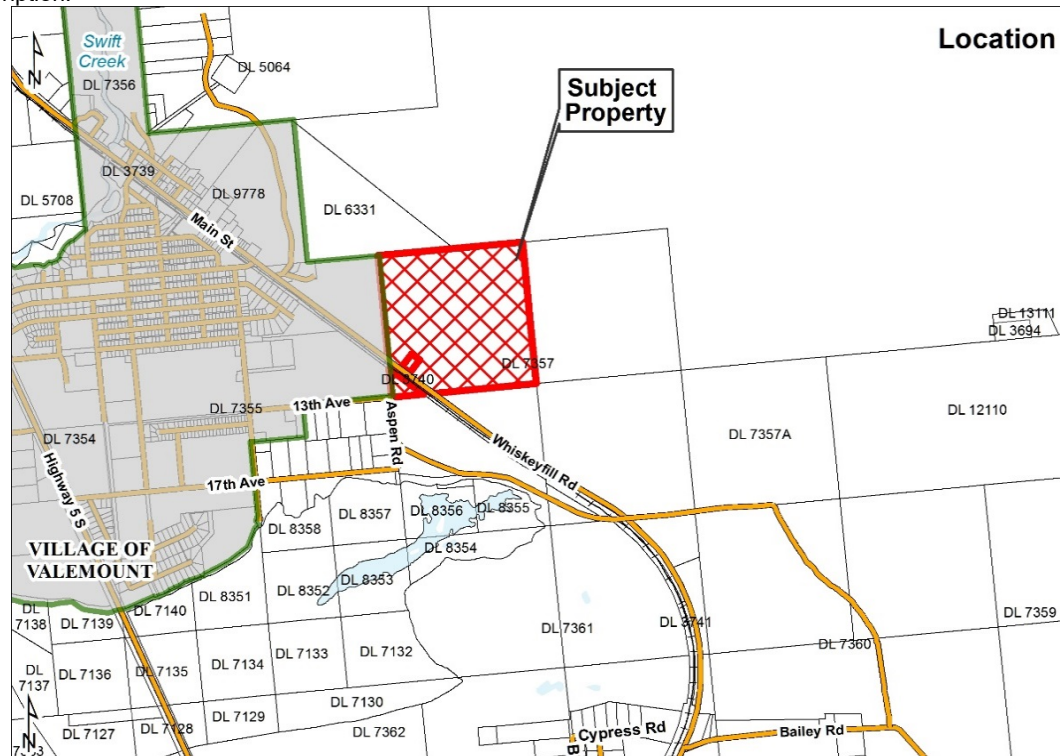 Location
Swift
Creek
N
DL 5064
DL 7356
Subject
Property
DL 3739
DL 9778
DL 5708
DL 6331
Main St
DL 13111
DL 3694
DL 7357
DL 3740
13th Ave
DL 7355
Aspen Rd
DL 12110
DL 7354
DL 7357A
Highway 5 S
Whiskeyfill Rd
17th Ave
DL 8356
DL 8355
DL 8357
DL 8358
VILLAGE OF
VALEMOUNT
DL 8354
DL 8353
DL 8352
DL 8351
DL 7140
DL
7138
DL 7139
DL 7361
DL 3741
DL 7359
DL 7360
DL 7132
DL 7133
DL 7134
DL 7135
DL 7136
DL
7137
DL 7130
DL 7129
DL 7128
DL 7127
DL 7362
N
Cypress Rd
Bailey Rd